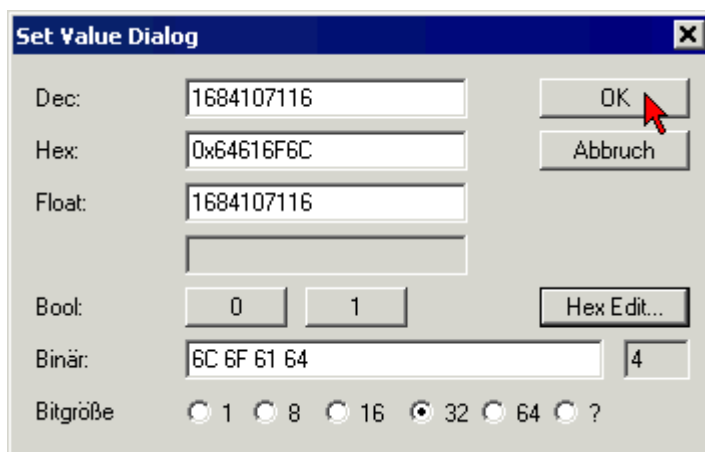 Set Value Dialog
Dec: 1684107116 OK
Hex: 0x64616F6C Abbruch
Float: 1684107116
Bool: 0 1 Hex Edit...
Binär: 6C 6F 61 64 4
Bitgröße 1 8 16 32 64 ?